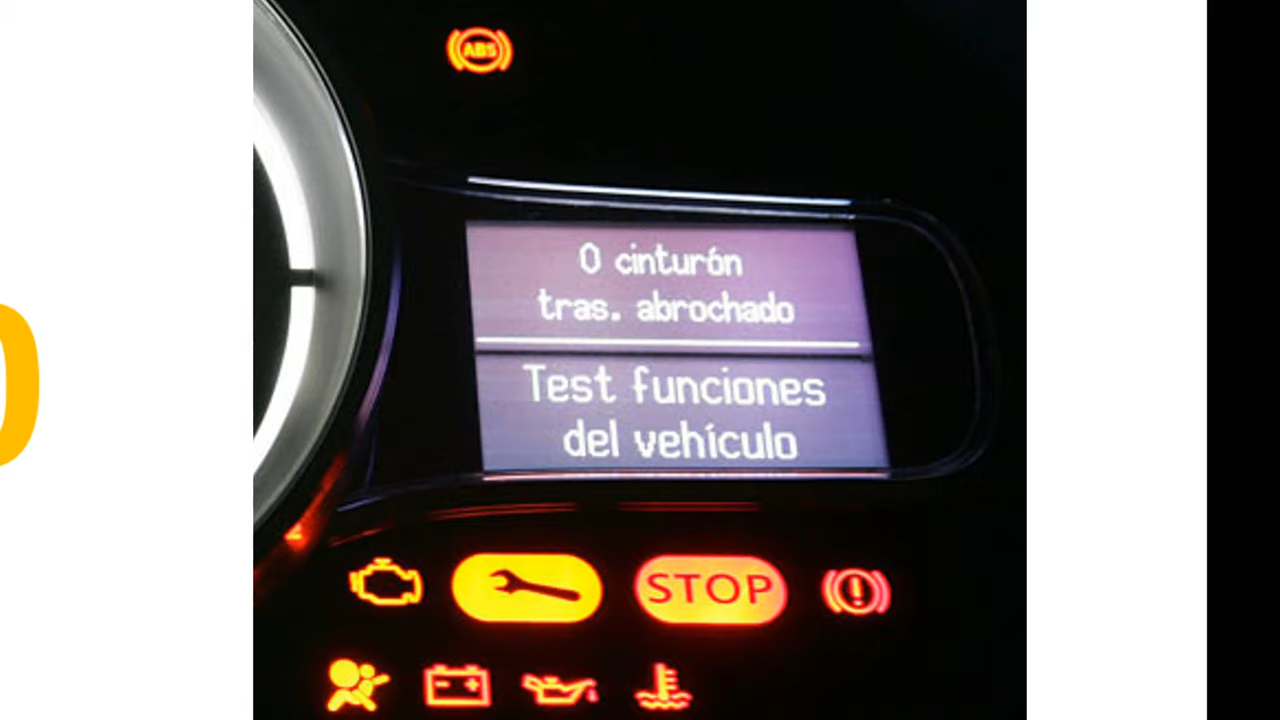 ABS
0 cinturón
tras. abrochado
Test funciones
del vehículo
STOP